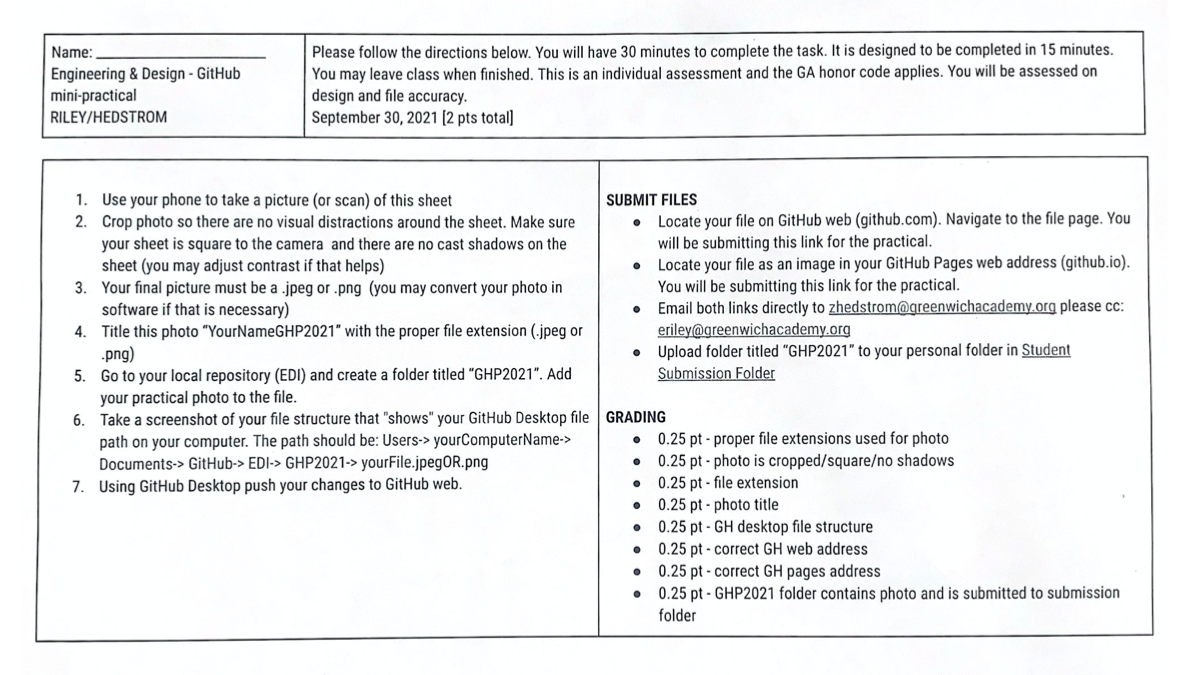 Name: ____________________
Engineering & Design - GitHub
mini-practical
RILEY/HEDSTROM
Please follow the directions below. You will have 30 minutes to complete the task. It is designed to be completed in 15 minutes.
You may leave class when finished. This is an individual assessment and the GA honor code applies. You will be assessed on
design and file accuracy.
September 30, 2021 [2 pts total]
1. Use your phone to take a picture (or scan) of this sheet
2. Crop photo so there are no visual distractions around the sheet. Make sure
your sheet is square to the camera and there are no cast shadows on the
sheet (you may adjust contrast if that helps)
3. Your final picture must be a .jpeg or .png (you may convert your photo in
software if that is necessary)
4. Title this photo “YourNameGHP2021” with the proper file extension (.jpeg or
.png)
5. Go to your local repository (EDI) and create a folder titled “GHP2021”. Add
your practical photo to the file.
6. Take a screenshot of your file structure that "shows" your GitHub Desktop file
path on your computer. The path should be: Users-> yourComputerName->
Documents-> GitHub-> EDI-> GHP2021-> yourFile.jpegOR.png
7. Using GitHub Desktop push your changes to GitHub web.
SUBMIT FILES
● Locate your file on GitHub web (github.com). Navigate to the file page. You
will be submitting this link for the practical.
● Locate your file as an image in your GitHub Pages web address (github.io).
You will be submitting this link for the practical.
● Email both links directly to zhedstrom@greenwichacademy.org please cc:
eriley@greenwichacademy.org
● Upload folder titled “GHP2021” to your personal folder in Student
Submission Folder
GRADING
● 0.25 pt - proper file extensions used for photo
● 0.25 pt - photo is cropped/square/no shadows
● 0.25 pt - file extension
● 0.25 pt - photo title
● 0.25 pt - GH desktop file structure
● 0.25 pt - correct GH web address
● 0.25 pt - correct GH pages address
● 0.25 pt - GHP2021 folder contains photo and is submitted to submission
folder